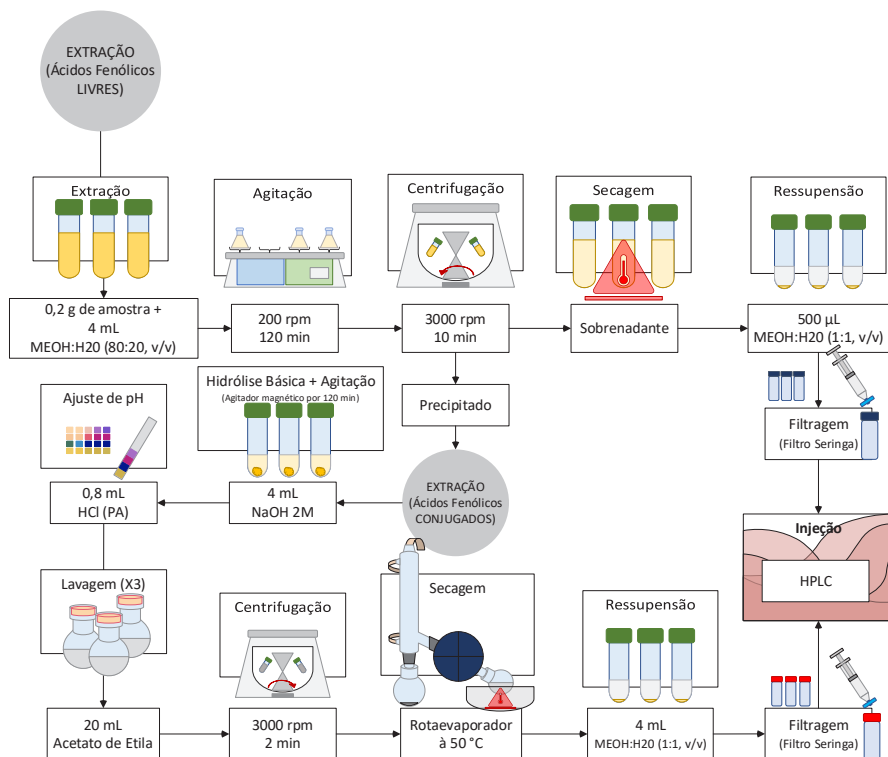 EXTRAÇÃO
(Ácidos Fenólicos
LIVRES)
Extração
0,2 g de amostra +
4 mL
MEOH:H20 (80:20, v/v)
Agitação
200 rpm
120 min
Centrifugação
3000 rpm
10 min
Secagem
Sobrenadante
Ressupensão
500 µL
MEOH:H20 (1:1, v/v)
Filtragem
(Filtro Seringa)
Precipitado
EXTRAÇÃO
(Ácidos Fenólicos
CONJUGADOS)
Hidrólise Básica + Agitação
(Agitador magnético por 120 min)
4 mL
NaOH 2M
Ajuste de pH
0,8 mL
HCl (PA)
Lavagem (X3)
20 mL
Acetato de Etila
Centrifugação
3000 rpm
2 min
Secagem
Rotaevaporador
à 50 °C
Ressupensão
4 mL
MEOH:H20 (1:1, v/v)
Filtragem
(Filtro Seringa)
Injeção
HPLC